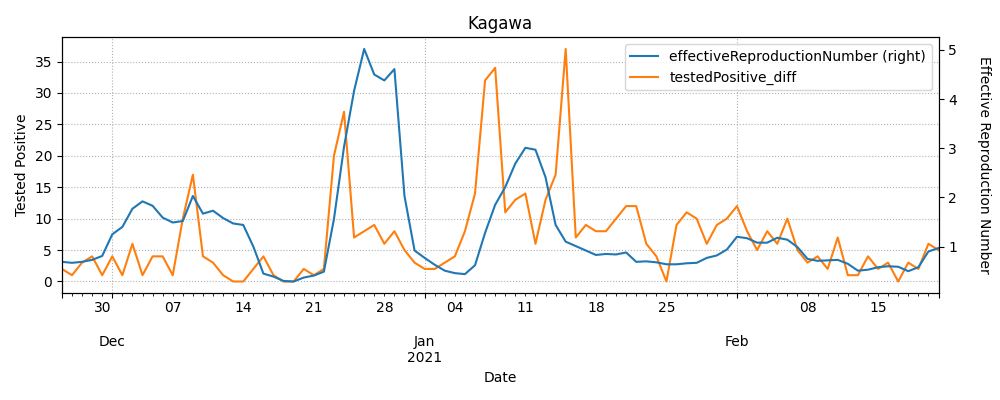 Kagawa
effectiveReproductionNumber (right)
testedPositive_diff
Tested Positive
35
30
25
20
15
10
5
0
Effective Reproduction Number
5
4
3
2
1
30 07 14 21 28 04 11 18 25 08 15
Dec Jan Feb
2021
Date